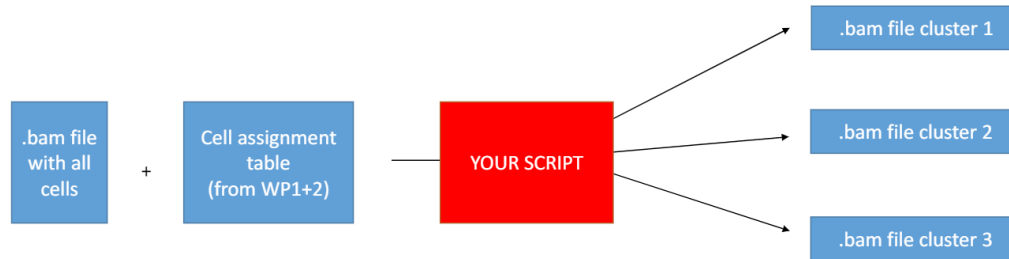 .bam file
with all
cells
+
Cell assignment
table
(from WP1+2)
YOUR SCRIPT
.bam file cluster 1
.bam file cluster 2
.bam file cluster 3